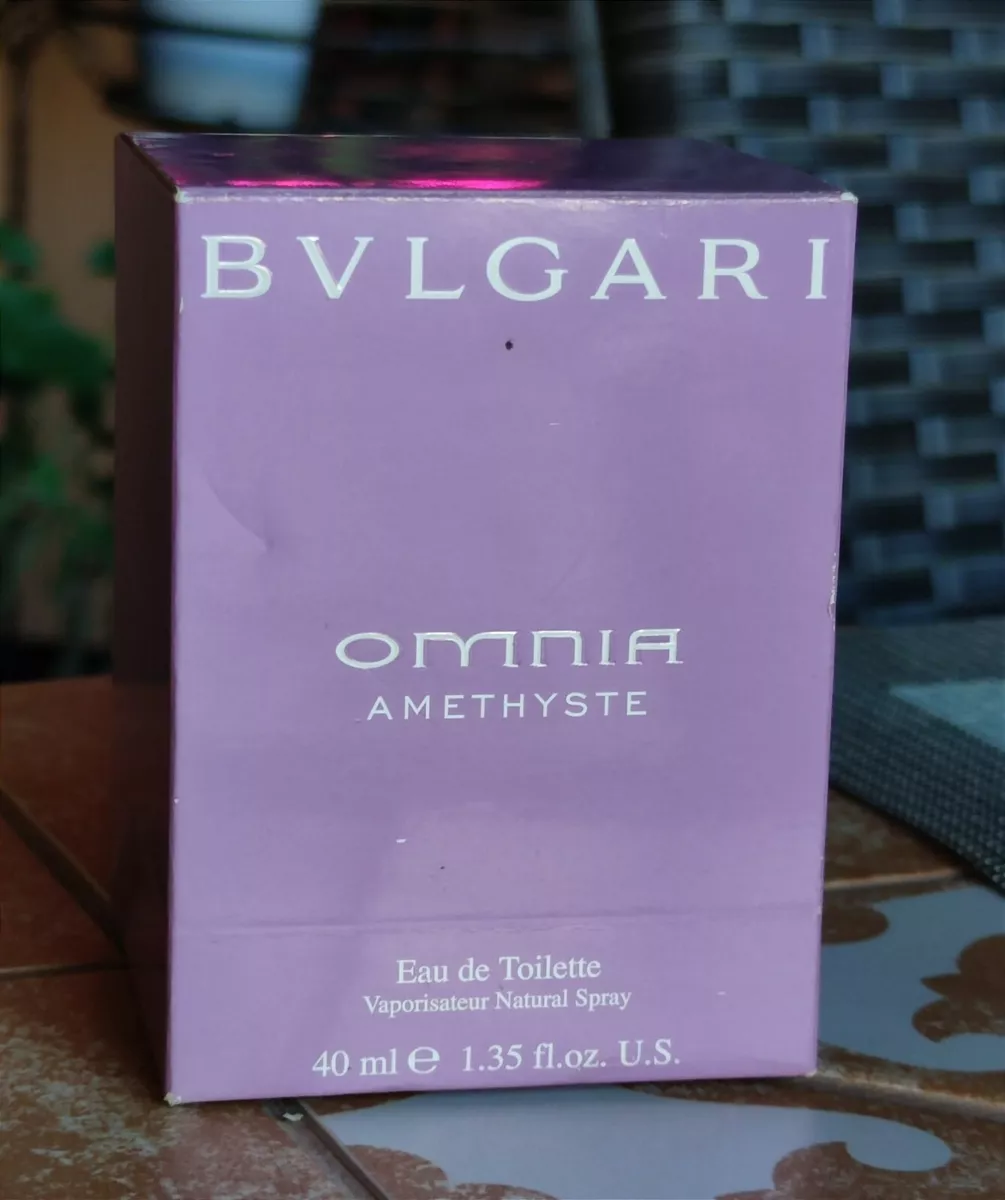 BVLGARI
OMNIA
AMETHYSTE
Eau de Toilette
Vaporisateur Natural Spray
40 ml ℮ 1.35 fl.oz. U.S.